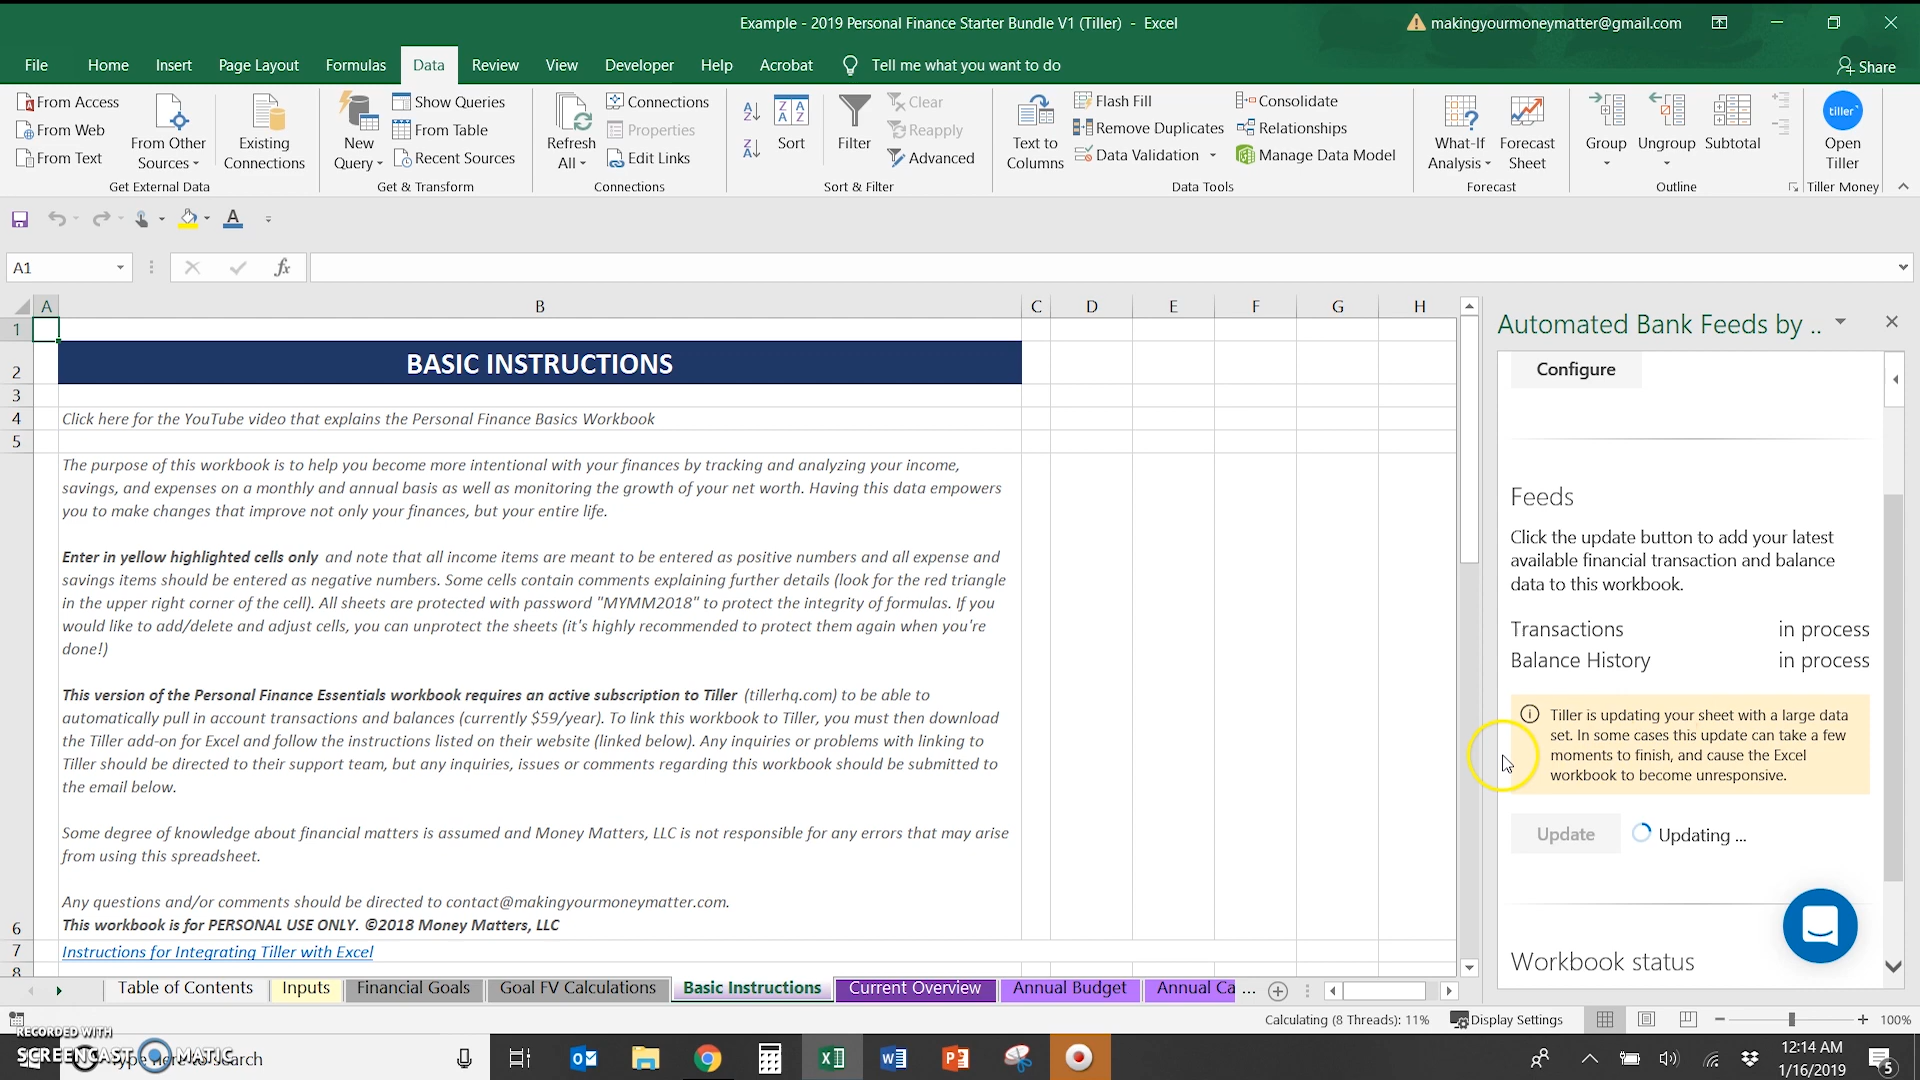 Example - 2019 Personal Finance Starter Bundle V1 (Tiller) - Excel
makingyourmoneymatter@gmail.com
File Home Insert Page Layout Formulas Data Review View Developer Help Acrobat Tell me what you want to do Share
From Access
From Web
From Text
From Other
Sources
Existing
Connections
Get External Data
New
Query
Show Queries
From Table
Recent Sources
Get & Transform
Refresh
All
Connections
Properties
Edit Links
Connections
Sort
Filter
Clear
Reapply
Advanced
Sort & Filter
Text to
Columns
Flash Fill
Remove Duplicates
Data Validation
Consolidate
Relationships
Manage Data Model
Data Tools
What-If
Analysis
Forecast
Sheet
Forecast
Group
Ungroup
Subtotal
Outline
tiller
Open
Tiller
Tiller Money
A1
fx
A B C D E F G H
1
2
3
4
5
6
7
8
BASIC INSTRUCTIONS
Click here for the YouTube video that explains the Personal Finance Basics Workbook
The purpose of this workbook is to help you become more intentional with your finances by tracking and analyzing your income,
savings, and expenses on a monthly and annual basis as well as monitoring the growth of your net worth. Having this data empowers
you to make changes that improve not only your finances, but your entire life.
Enter in yellow highlighted cells only and note that all income items are meant to be entered as positive numbers and all expense and
savings items should be entered as negative numbers. Some cells contain comments explaining further details (look for the red triangle
in the upper right corner of the cell). All sheets are protected with password "MYMM2018" to protect the integrity of formulas. If you
would like to add/delete and adjust cells, you can unprotect the sheets (it's highly recommended to protect them again when you're
done!)
This version of the Personal Finance Essentials workbook requires an active subscription to Tiller (tillerhq.com) to be able to
automatically pull in account transactions and balances (currently $59/year). To link this workbook to Tiller, you must then download
the Tiller add-on for Excel and follow the instructions listed on their website (linked below). Any inquiries or problems with linking to
Tiller should be directed to their support team, but any inquiries, issues or comments regarding this workbook should be submitted to
the email below.
Some degree of knowledge about financial matters is assumed and Money Matters, LLC is not responsible for any errors that may arise
from using this spreadsheet.
Any questions and/or comments should be directed to contact@makingyourmoneymatter.com.
This workbook is for PERSONAL USE ONLY. ©2018 Money Matters, LLC
Instructions for Integrating Tiller with Excel
Automated Bank Feeds by ..
Configure
Feeds
Click the update button to add your latest
available financial transaction and balance
data to this workbook.
Transactions in process
Balance History in process
Tiller is updating your sheet with a large data
set. In some cases this update can take a few
moments to finish, and cause the Excel
workbook to become unresponsive.
Update Updating ...
Workbook status
Table of Contents Inputs Financial Goals Goal FV Calculations Basic Instructions Current Overview Annual Budget Annual Ca ...
Calculating (8 Threads): 11% Display Settings 100%
RECORDED WITH
SCREENCAST MATIC
Type here to search
12:14 AM
1/16/2019
5